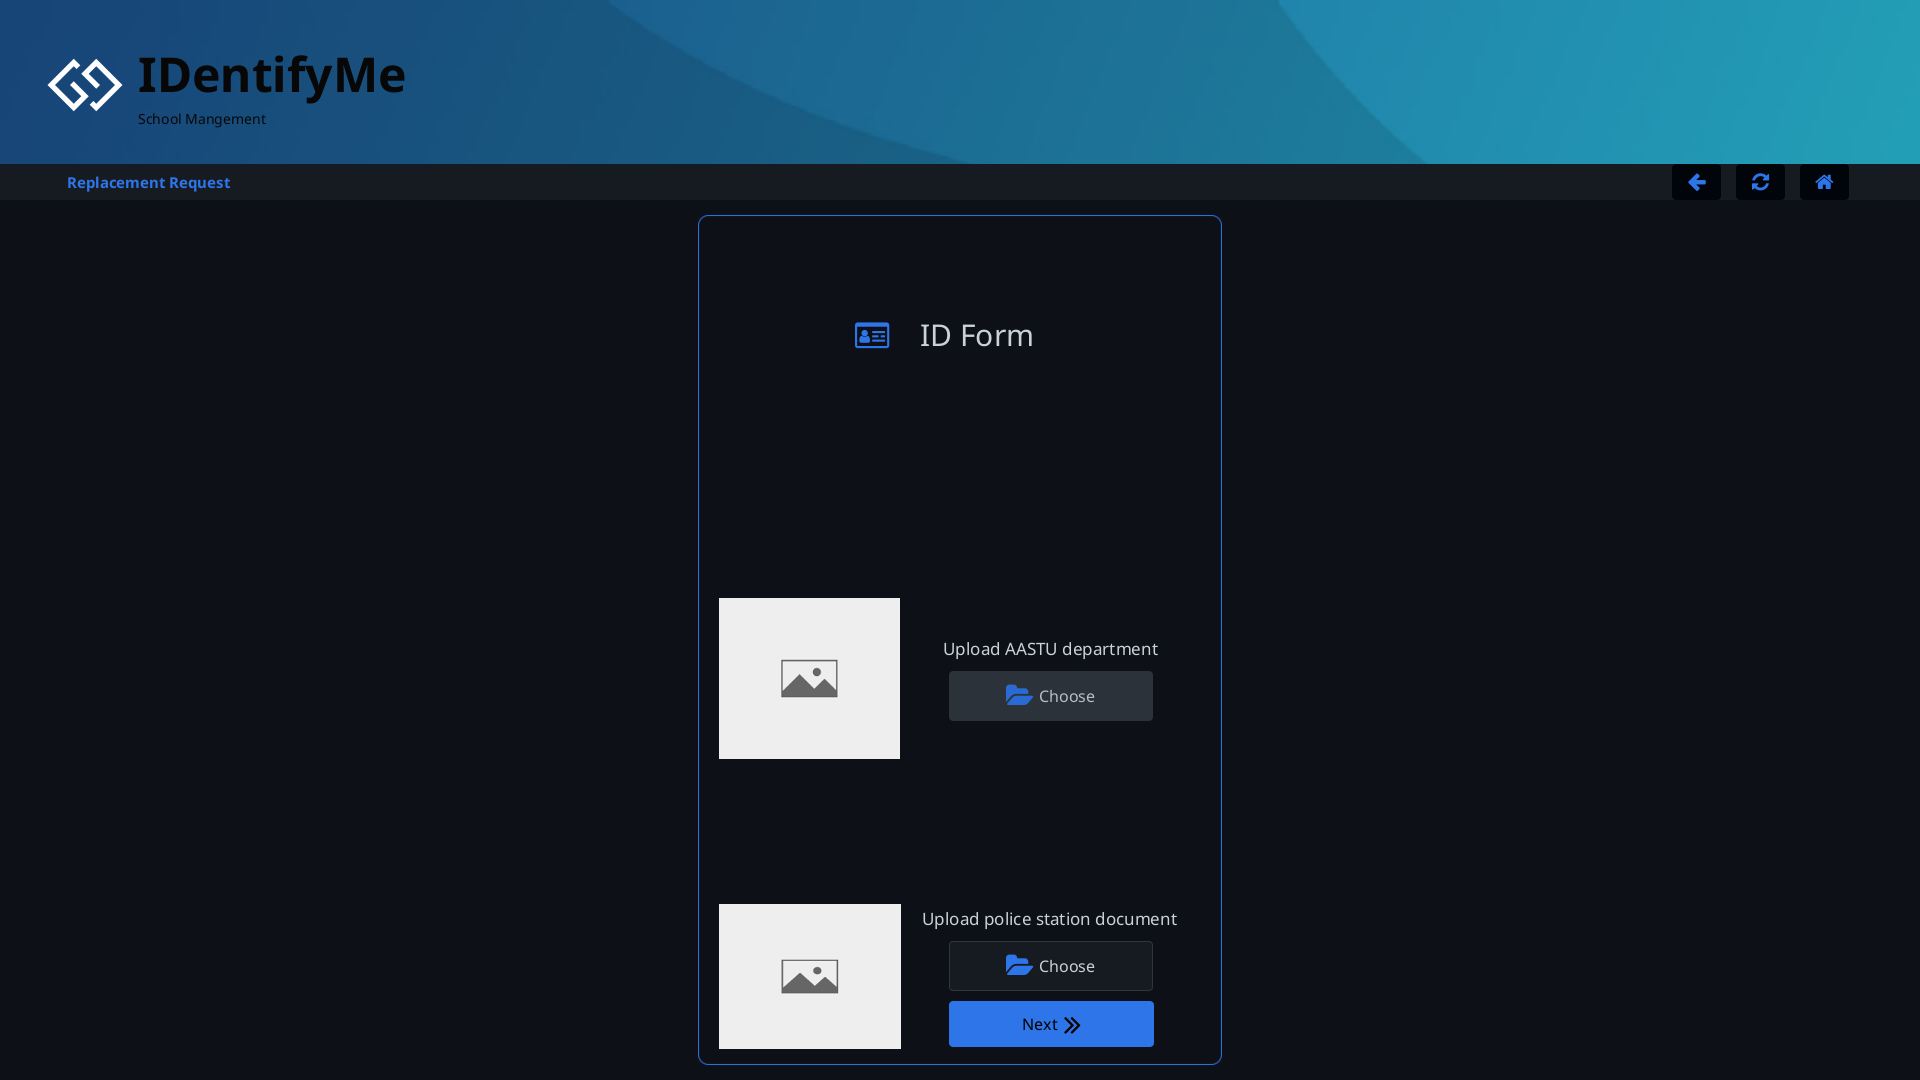 IDentifyMe
School Mangement
Replacement Request
ID Form
Upload AASTU department
Choose
Upload police station document
Choose
Next